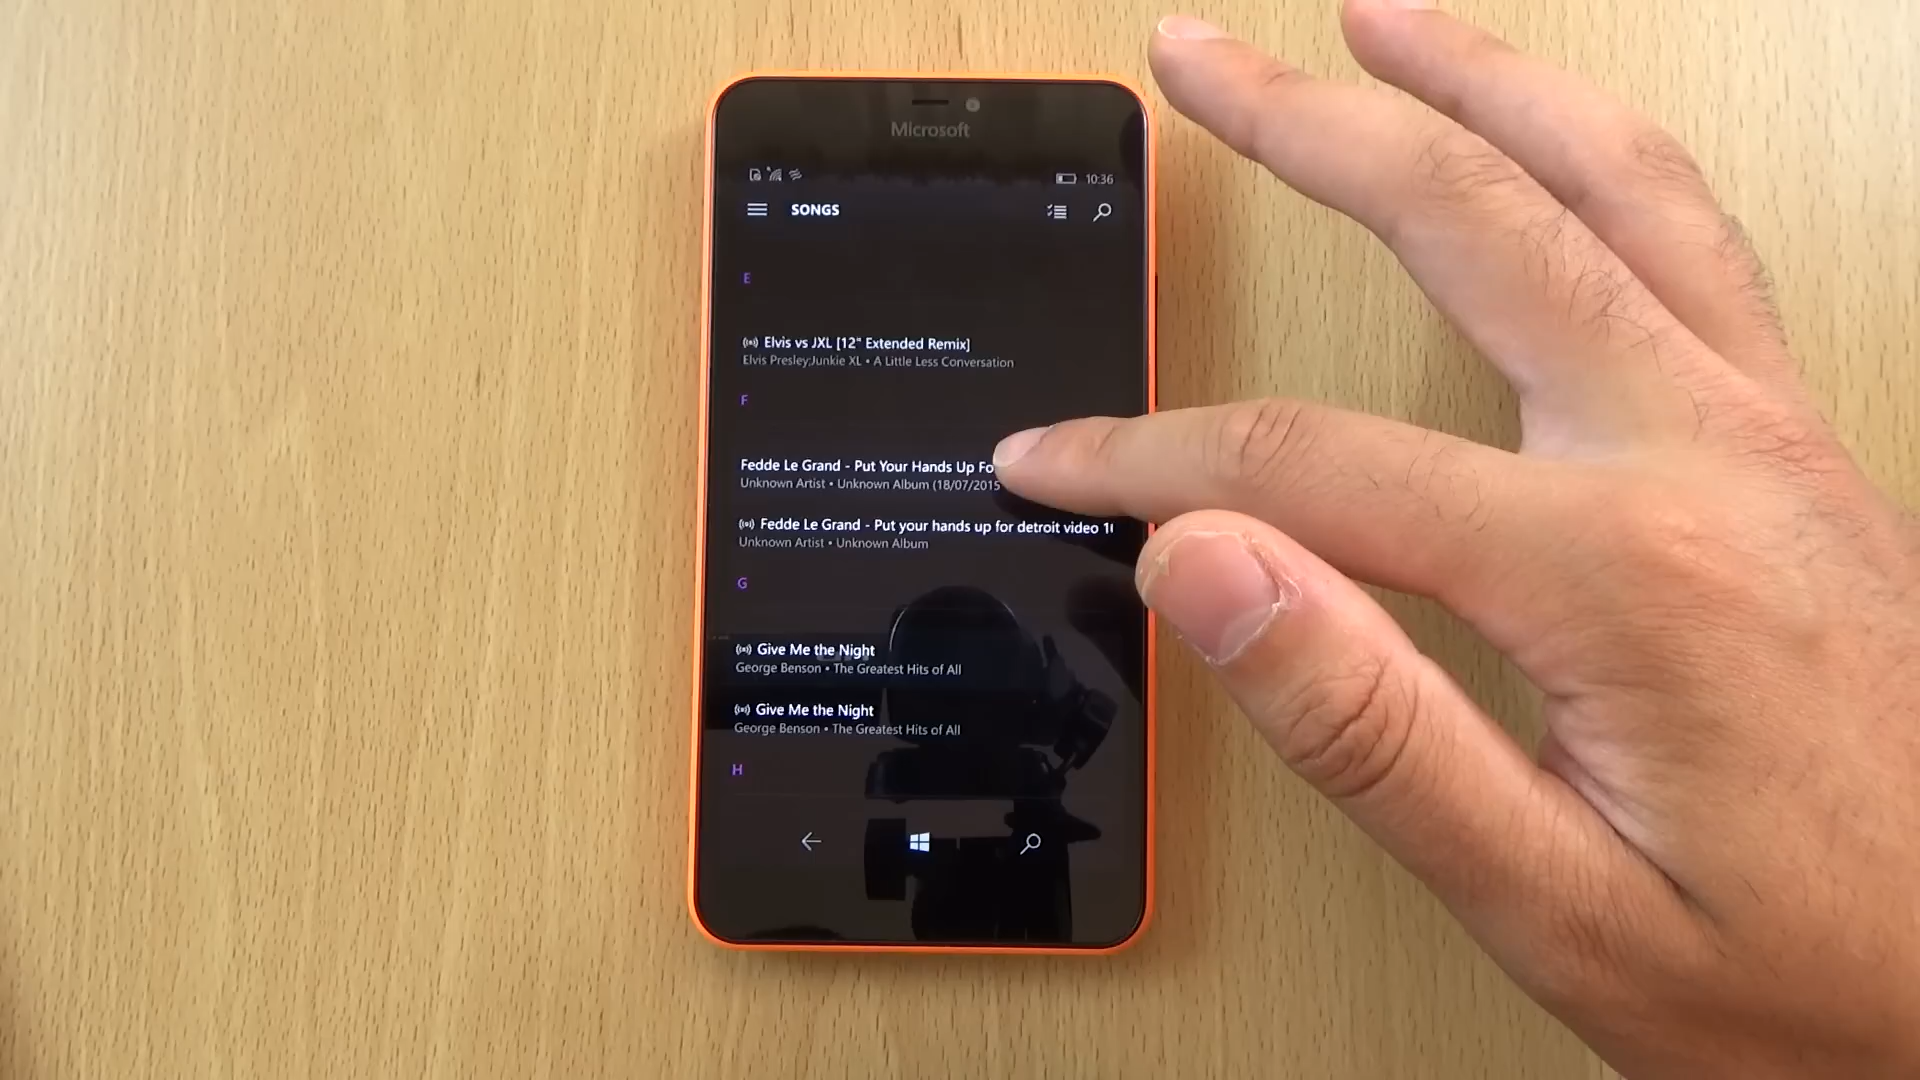 Microsoft
10:36
SONGS
E
Elvis vs JXL [12" Extended Remix]
Elvis Presley;Junkie XL • A Little Less Conversation
F
Fedde Le Grand - Put Your Hands Up Fo
Unknown Artist • Unknown Album (18/07/2015
Fedde Le Grand - Put your hands up for detroit video
Unknown Artist • Unknown Album
G
Give Me the Night
George Benson • The Greatest Hits of All
Give Me the Night
George Benson • The Greatest Hits of All
H